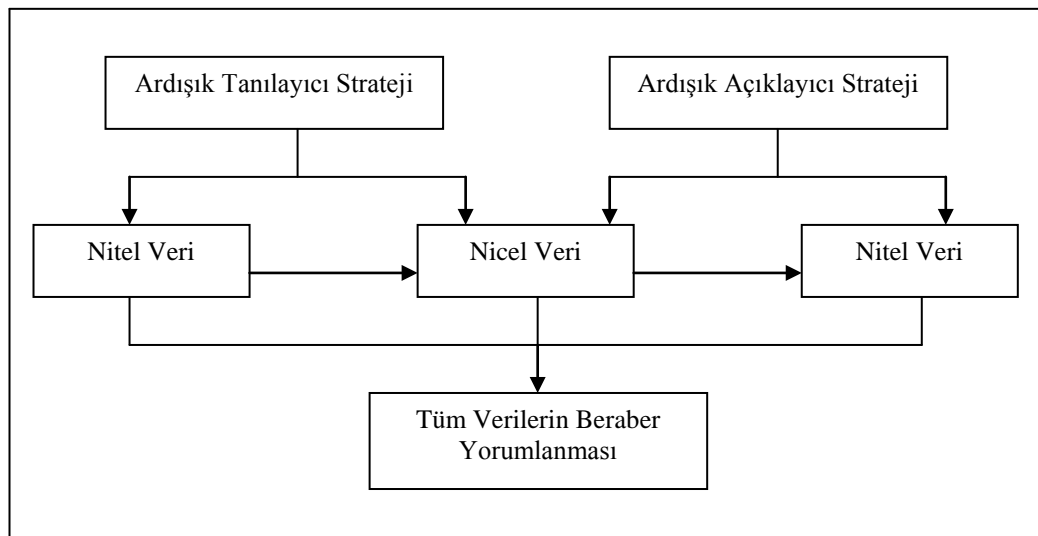 Ardışık Tanılayıcı Strateji
Ardışık Açıklayıcı Strateji
Nitel Veri
Nicel Veri
Nitel Veri
Tüm Verilerin Beraber
Yorumlanması